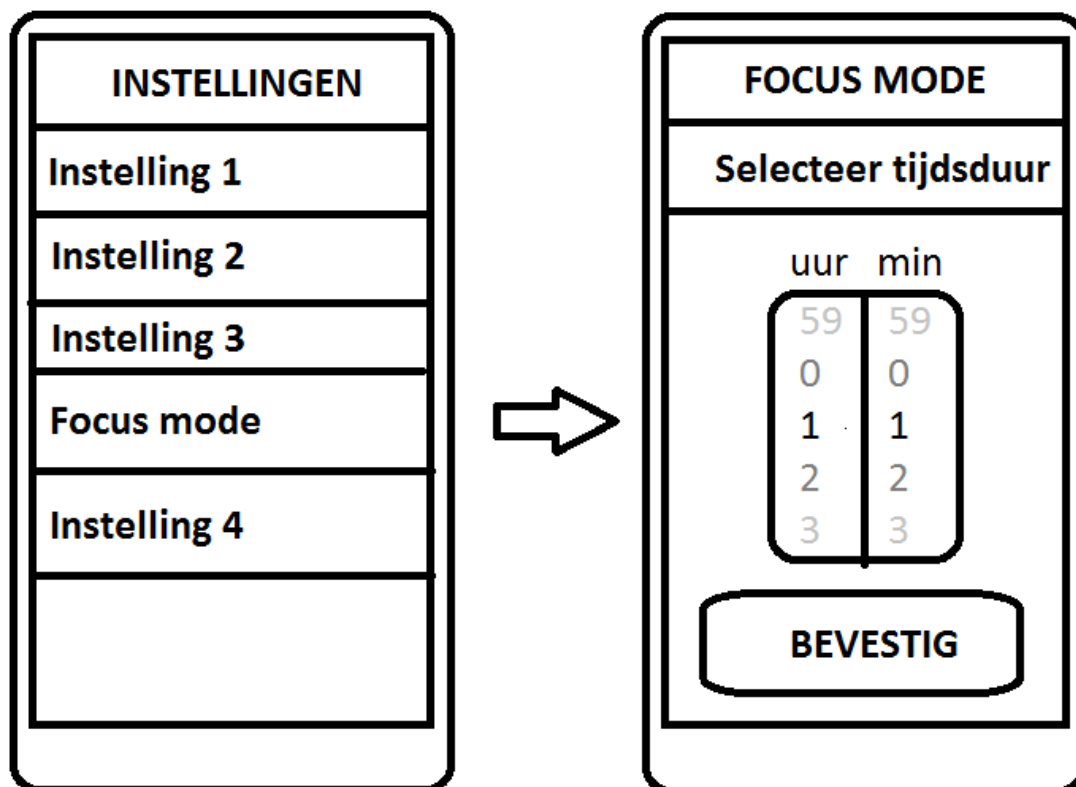 INSTELLINGEN
Instelling 1
Instelling 2
Instelling 3
Focus mode
Instelling 4
FOCUS MODE
Selecteer tijdsduur
uur min
59 59
0 0
1 1
2 2
3 3
BEVESTIG